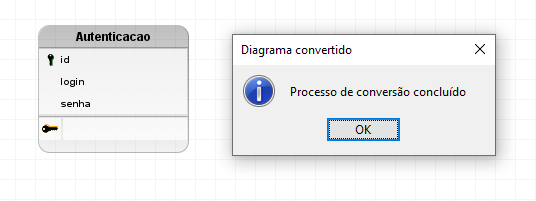 Autenticacao
id
login
senha
Diagrama convertido
Processo de conversão concluído
OK